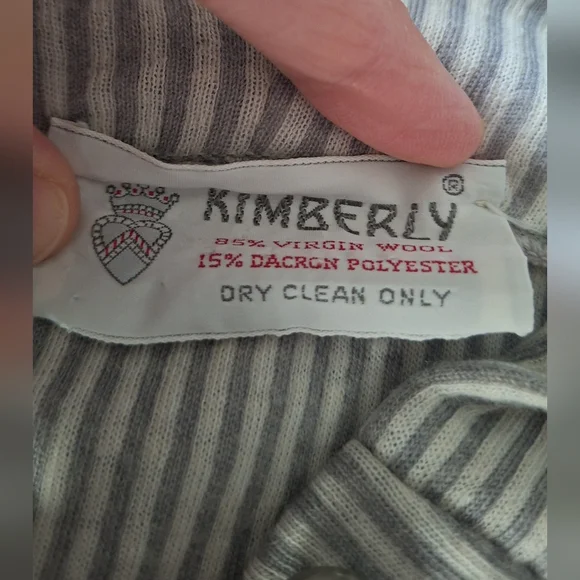 KIMBERLY®
85% VIRGIN WOOL
15% DACRON POLYESTER
DRY CLEAN ONLY